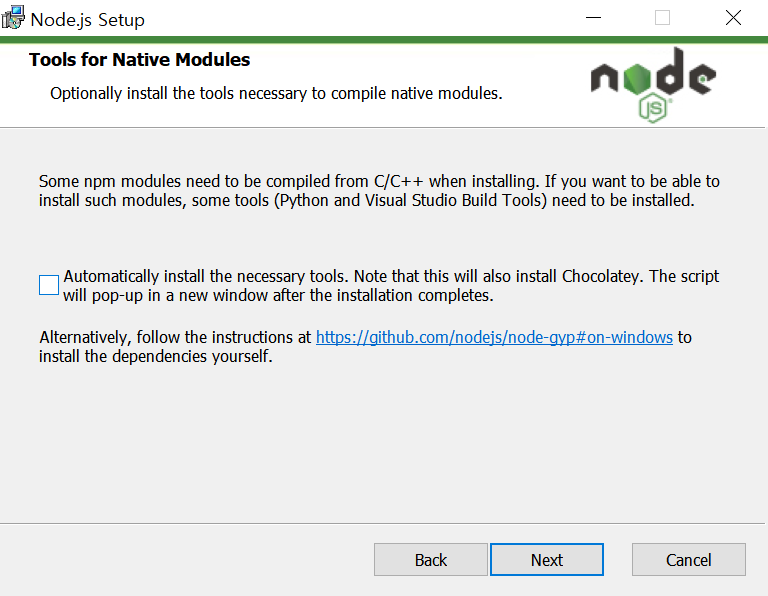 Node.js Setup
Tools for Native Modules
Optionally install the tools necessary to compile native modules.
node
JS
Some npm modules need to be compiled from C/C++ when installing. If you want to be able to
install such modules, some tools (Python and Visual Studio Build Tools) need to be installed.
Automatically install the necessary tools. Note that this will also install Chocolatey. The script
will pop-up in a new window after the installation completes.
Alternatively, follow the instructions at https://github.com/nodejs/node-gyp#on-windows to
install the dependencies yourself.
Back
Next
Cancel